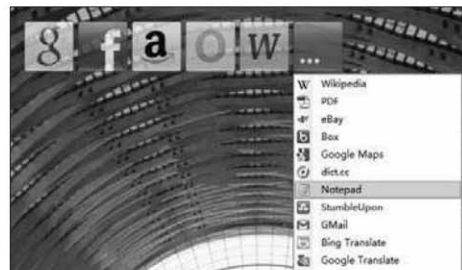 g f a O W ...
Wikipedia
PDF
eBay
Box
Google Maps
dict.cc
Notepad
StumbleUpon
GMail
Bing Translate
Google Translate